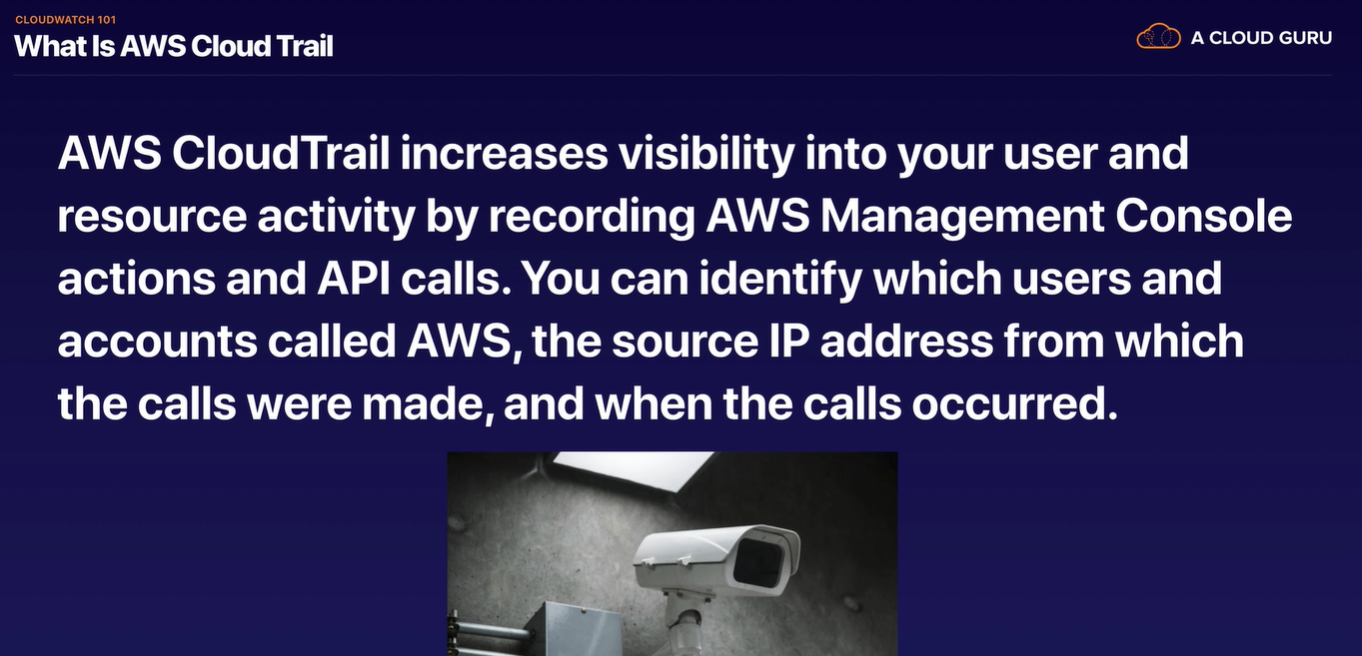 CLOUDWATCH 101
What Is AWS Cloud Trail
A CLOUD GURU
AWS CloudTrail increases visibility into your user and
resource activity by recording AWS Management Console
actions and API calls. You can identify which users and
accounts called AWS, the source IP address from which
the calls were made, and when the calls occurred.